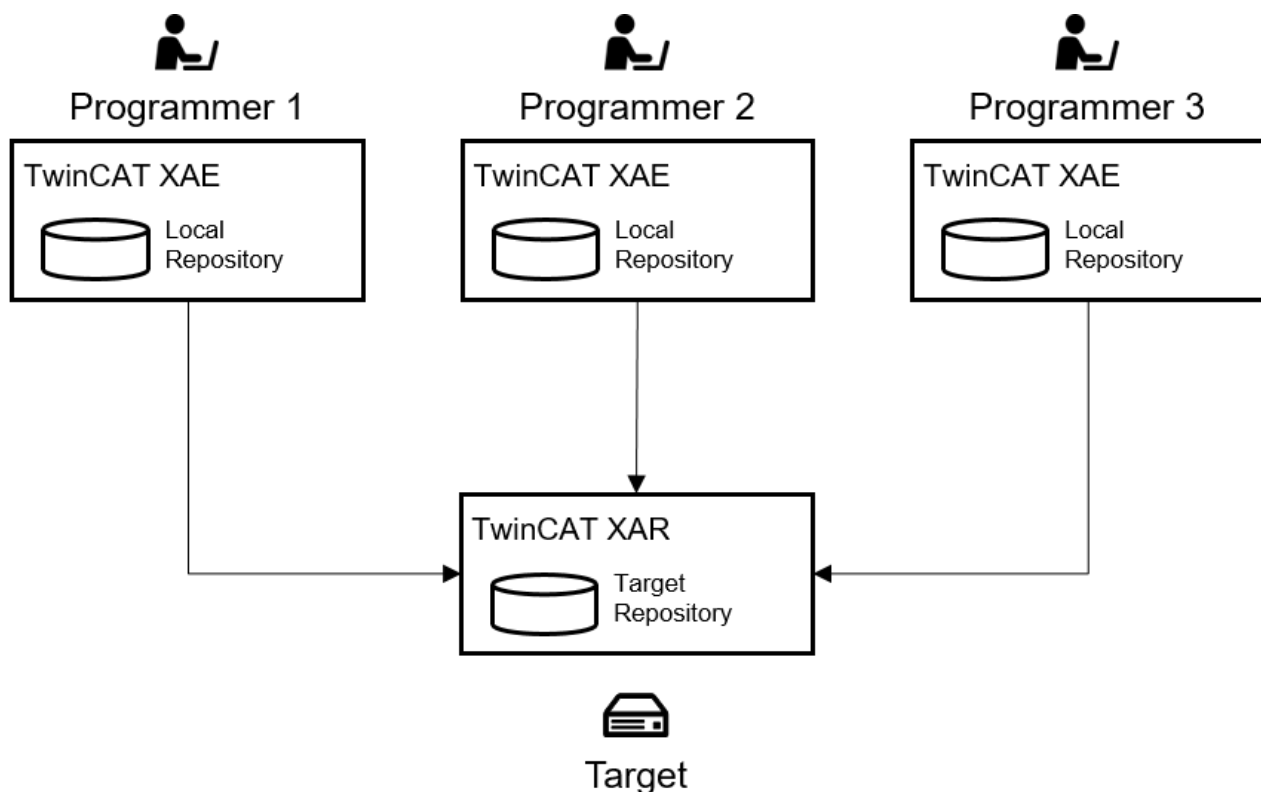 Programmer 1
Programmer 2
Programmer 3
TwinCAT XAE
Local
Repository
TwinCAT XAE
Local
Repository
TwinCAT XAE
Local
Repository
TwinCAT XAR
Target
Repository
Target